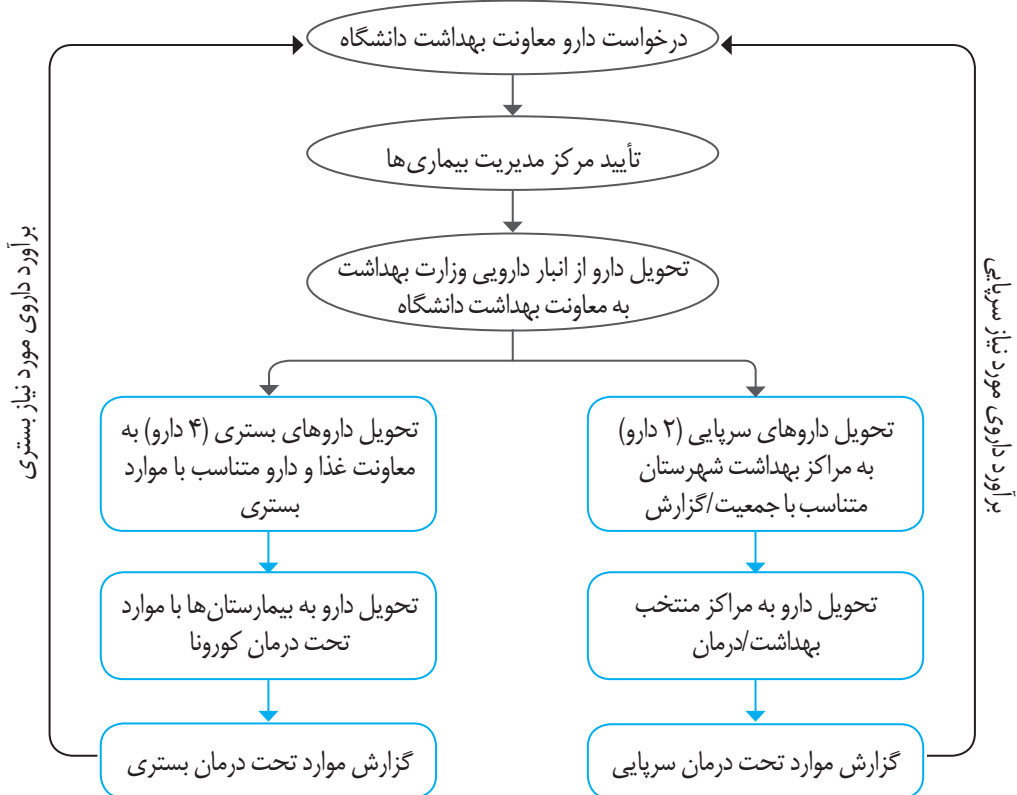 درخواست دارو معاونت بهداشت دانشگاه
تأیید مرکز مدیریت بیماری‌ها
تحویل دارو از انبار دارویی وزارت بهداشت
به معاونت بهداشت دانشگاه
تحویل داروهای سرپایی (۲ دارو)
به مراکز بهداشت شهرستان
متناسب با جمعیت/گزارش
تحویل دارو به مراکز منتخب
بهداشت/درمان
گزارش موارد تحت درمان سرپایی
برآورد داروی مورد نیاز سرپایی
تحویل داروهای بستری (۴ دارو) به
معاونت غذا و دارو متناسب با موارد
بستری
تحویل دارو به بیمارستان‌ها با موارد
تحت درمان کورونا
گزارش موارد تحت درمان بستری
برآورد داروی مورد نیاز بستری